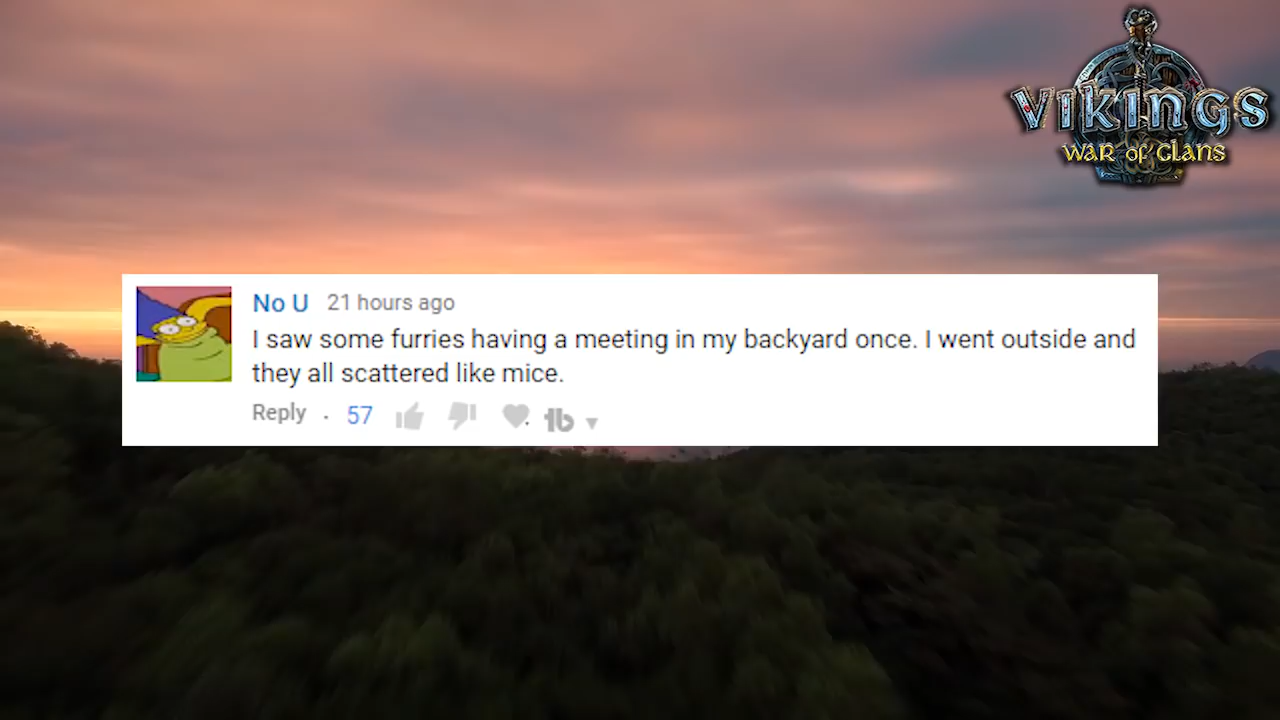 VIKINGS
WAR OF CLANS
No U 21 hours ago
I saw some furries having a meeting in my backyard once. I went outside and
they all scattered like mice.
Reply . 57 tb